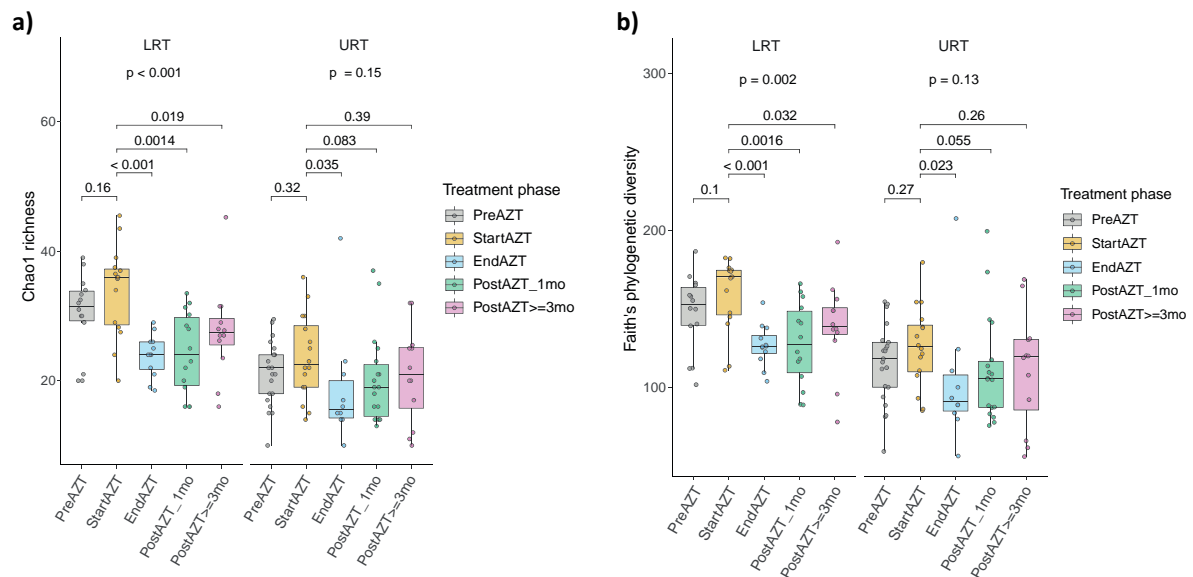 a)
LRT
URT
p < 0.001
p = 0.15
60
40
20
Chao1 richness
0.019
0.0014
< 0.001
0.16
0.39
0.083
0.035
0.32
PreAZT
StartAZT
EndAZT
PostAZT_1mo
PostAZT>=3mo
PreAZT
StartAZT
EndAZT
PostAZT_1mo
PostAZT>=3mo
Treatment phase
PreAZT
StartAZT
EndAZT
PostAZT_1mo
PostAZT>=3mo
b)
LRT
URT
p = 0.002
p = 0.13
300
200
100
Faith's phylogenetic diversity
0.032
0.0016
< 0.001
0.1
0.26
0.055
0.023
0.27
PreAZT
StartAZT
EndAZT
PostAZT_1mo
PostAZT>=3mo
PreAZT
StartAZT
EndAZT
PostAZT_1mo
PostAZT>=3mo
Treatment phase
PreAZT
StartAZT
EndAZT
PostAZT_1mo
PostAZT>=3mo